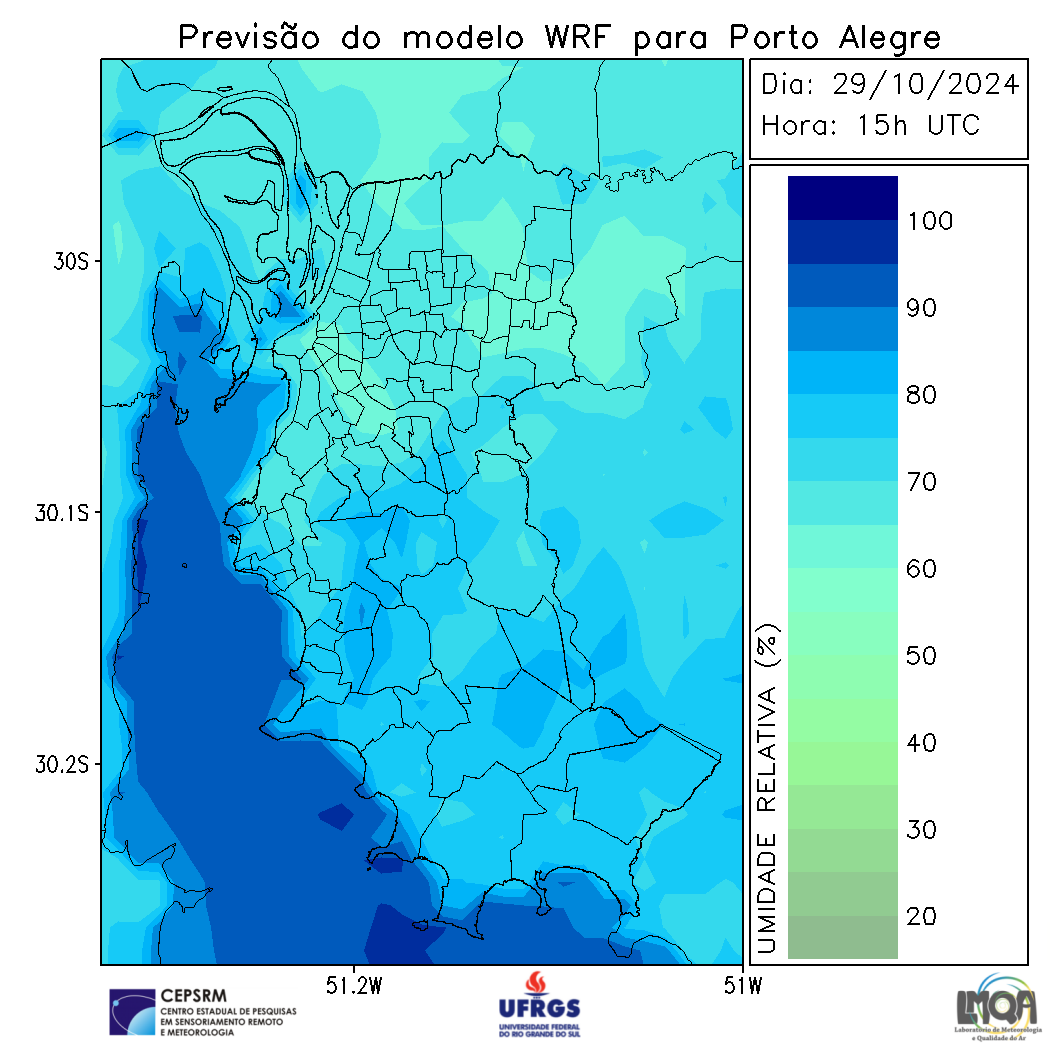 Previsão do modelo WRF para Porto Alegre
Dia: 29/10/2024
Hora: 15h UTC
30S
30.1S
30.2S
51.2W
51W
UMIDADE RELATIVA (%)
100
90
80
70
60
50
40
30
20
CEPSRM
CENTRO ESTADUAL DE PESQUISAS
EM SENSORIAMENTO REMOTO
E METEOROLOGIA
UFRGS
UNIVERSIDADE FEDERAL
DO RIO GRANDE DO SUL
LMQA
Laboratório de Meteorologia
e Qualidade do Ar